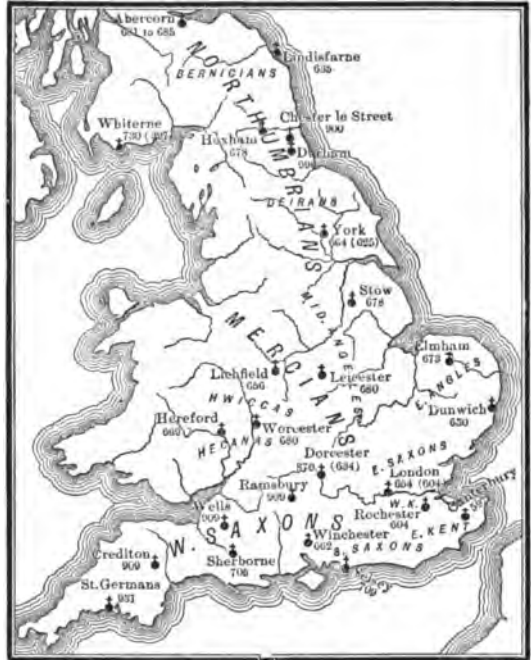 Abercorn
681 to 685
Lindisfarne
635
NORTHUMBRIANS
BERNICIANS
Whiterne
Hexham
678
Chester le Street
900
Durham
DEIRANS
York
Stow
678
MID. ANGLES
MERCIANS
Elmham
673
E. ANGLES
Lichfield
656
Leicester
680
Dunwich
630
HWICCAS
Hereford
Worcester
680
HECANAS
Dorcester
(634)
E. SAXONS
London
654 (604)
Canterbury
Ramsbury
909
W. K.
Rochester
604
E. KENT
Wells
909
W. SAXONS
Winchester
662
S. SAXONS
Crediton
909
Sherborne
705
St. Germans
931